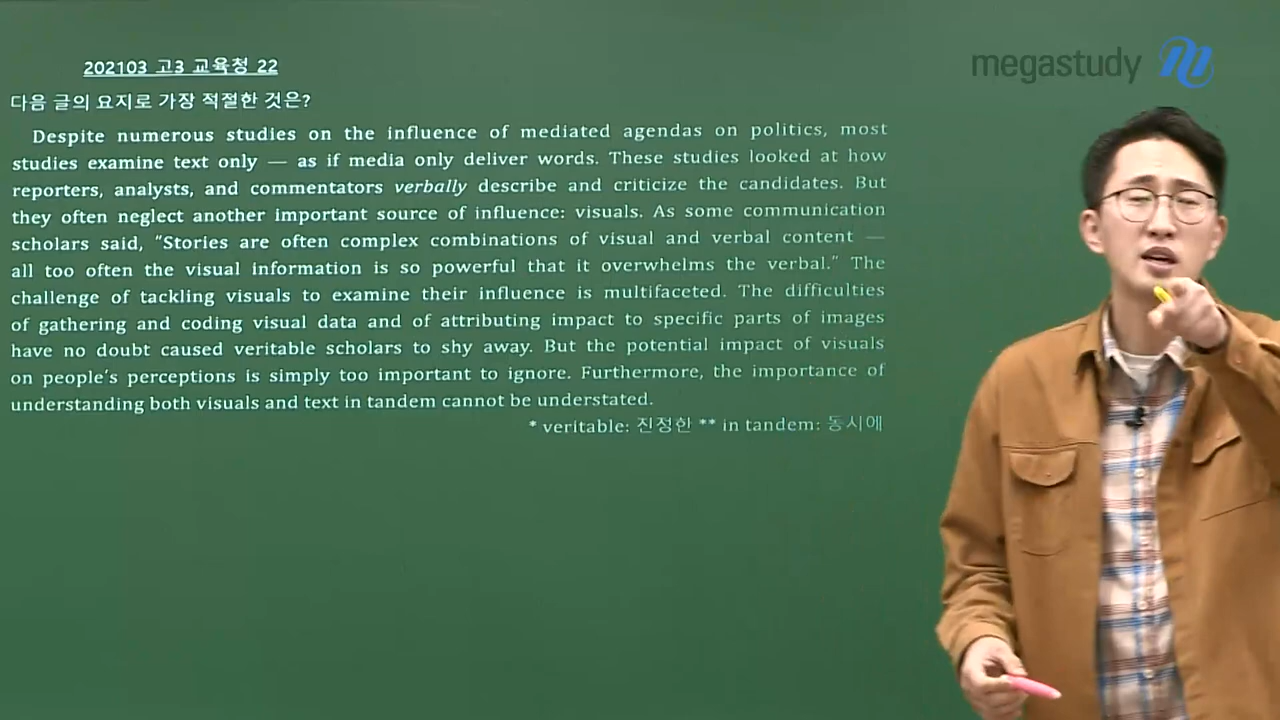 megastudy
202103 고3 교육청 22
다음 글의 요지로 가장 적절한 것은?
Despite numerous studies on the influence of mediated agendas on politics, most
studies examine text only — as if media only deliver words. These studies looked at how
reporters, analysts, and commentators verbally describe and criticize the candidates. But
they often neglect another important source of influence: visuals. As some communication
scholars said, "Stories are often complex combinations of visual and verbal content —
all too often the visual information is so powerful that it overwhelms the verbal." The
challenge of tackling visuals to examine their influence is multifaceted. The difficulties
of gathering and coding visual data and of attributing impact to specific parts of images
have no doubt caused veritable scholars to shy away. But the potential impact of visuals
on people's perceptions is simply too important to ignore. Furthermore, the importance of
understanding both visuals and text in tandem cannot be understated.
* veritable: 진정한 ** in tandem: 동시에